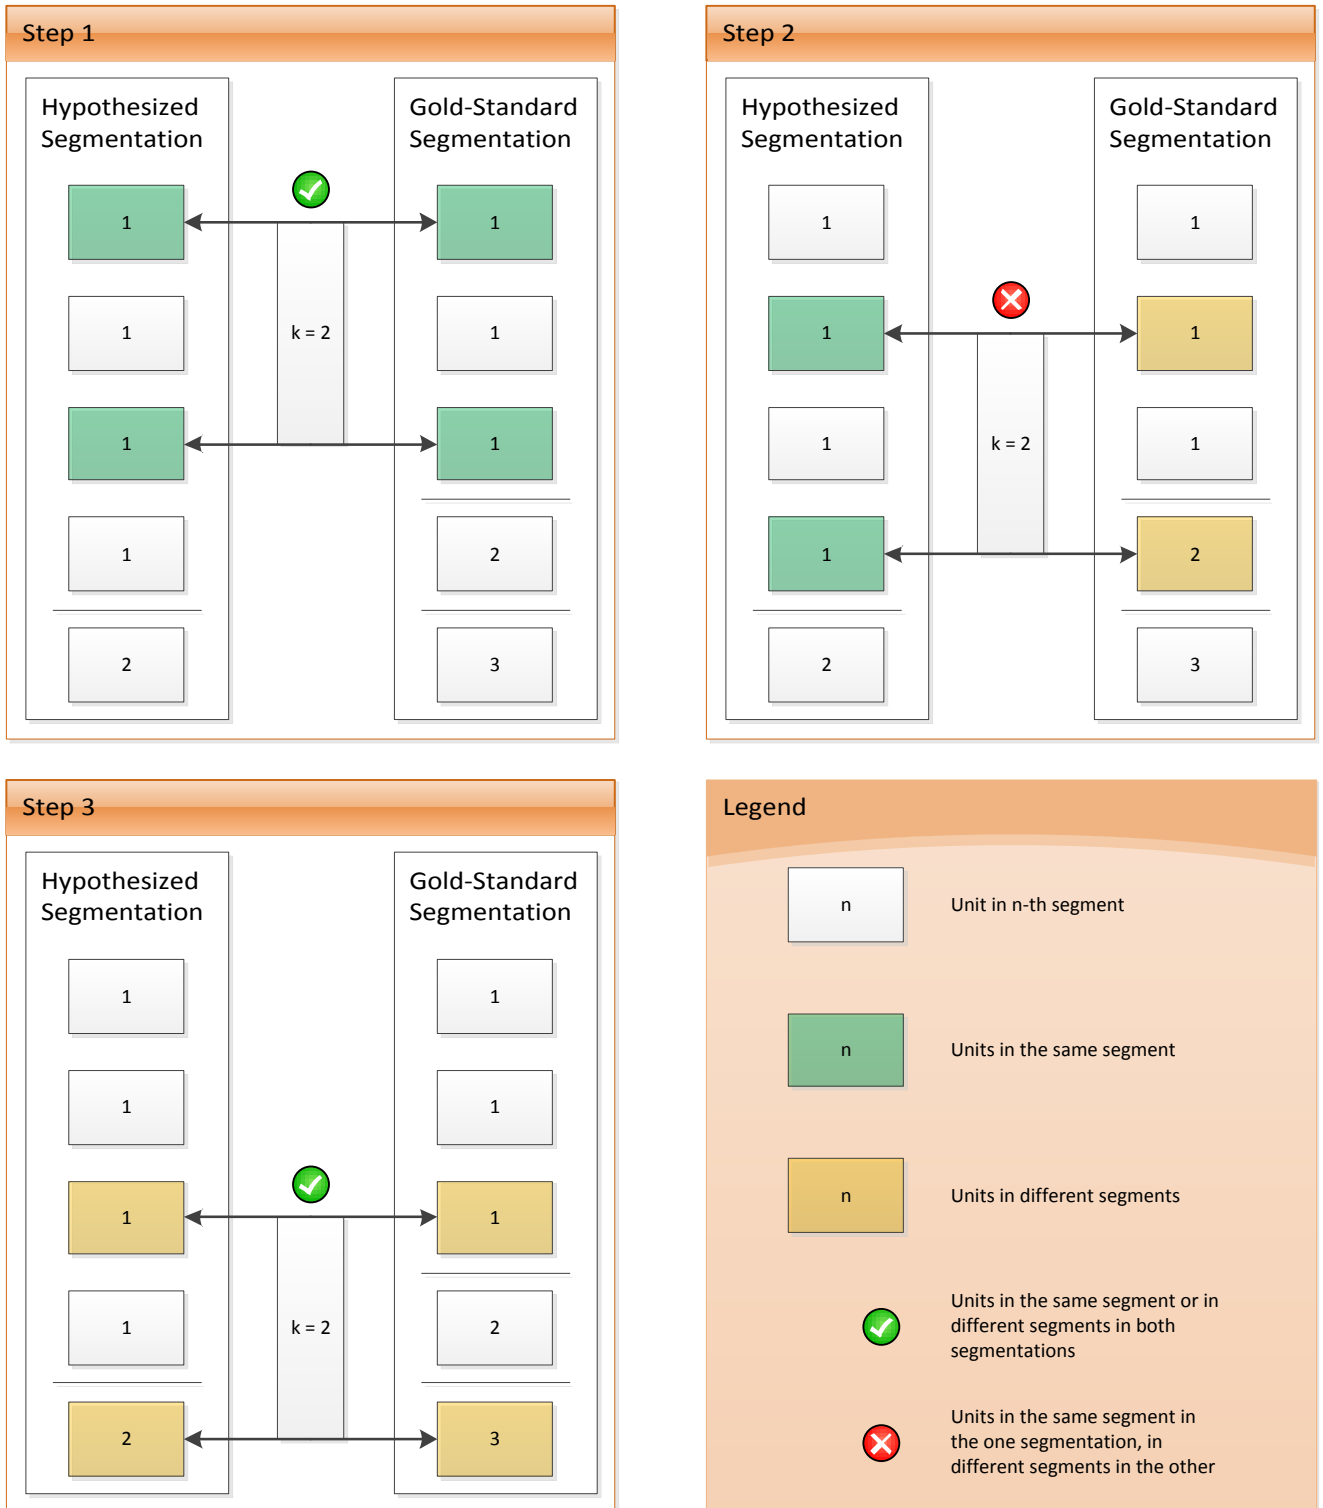 Step 1
Hypothesized
Segmentation
Gold-Standard
Segmentation
1
1
1
k = 2
1
1
1
1
2
2
3
Step 2
Hypothesized
Segmentation
Gold-Standard
Segmentation
1
1
1
1
1
k = 2
1
1
2
2
3
Step 3
Hypothesized
Segmentation
Gold-Standard
Segmentation
1
1
1
1
1
1
1
k = 2
2
2
3
Legend
n
Unit in n-th segment
n
Units in the same segment
n
Units in different segments
Units in the same segment or in
different segments in both
segmentations
Units in the same segment in
the one segmentation, in
different segments in the other